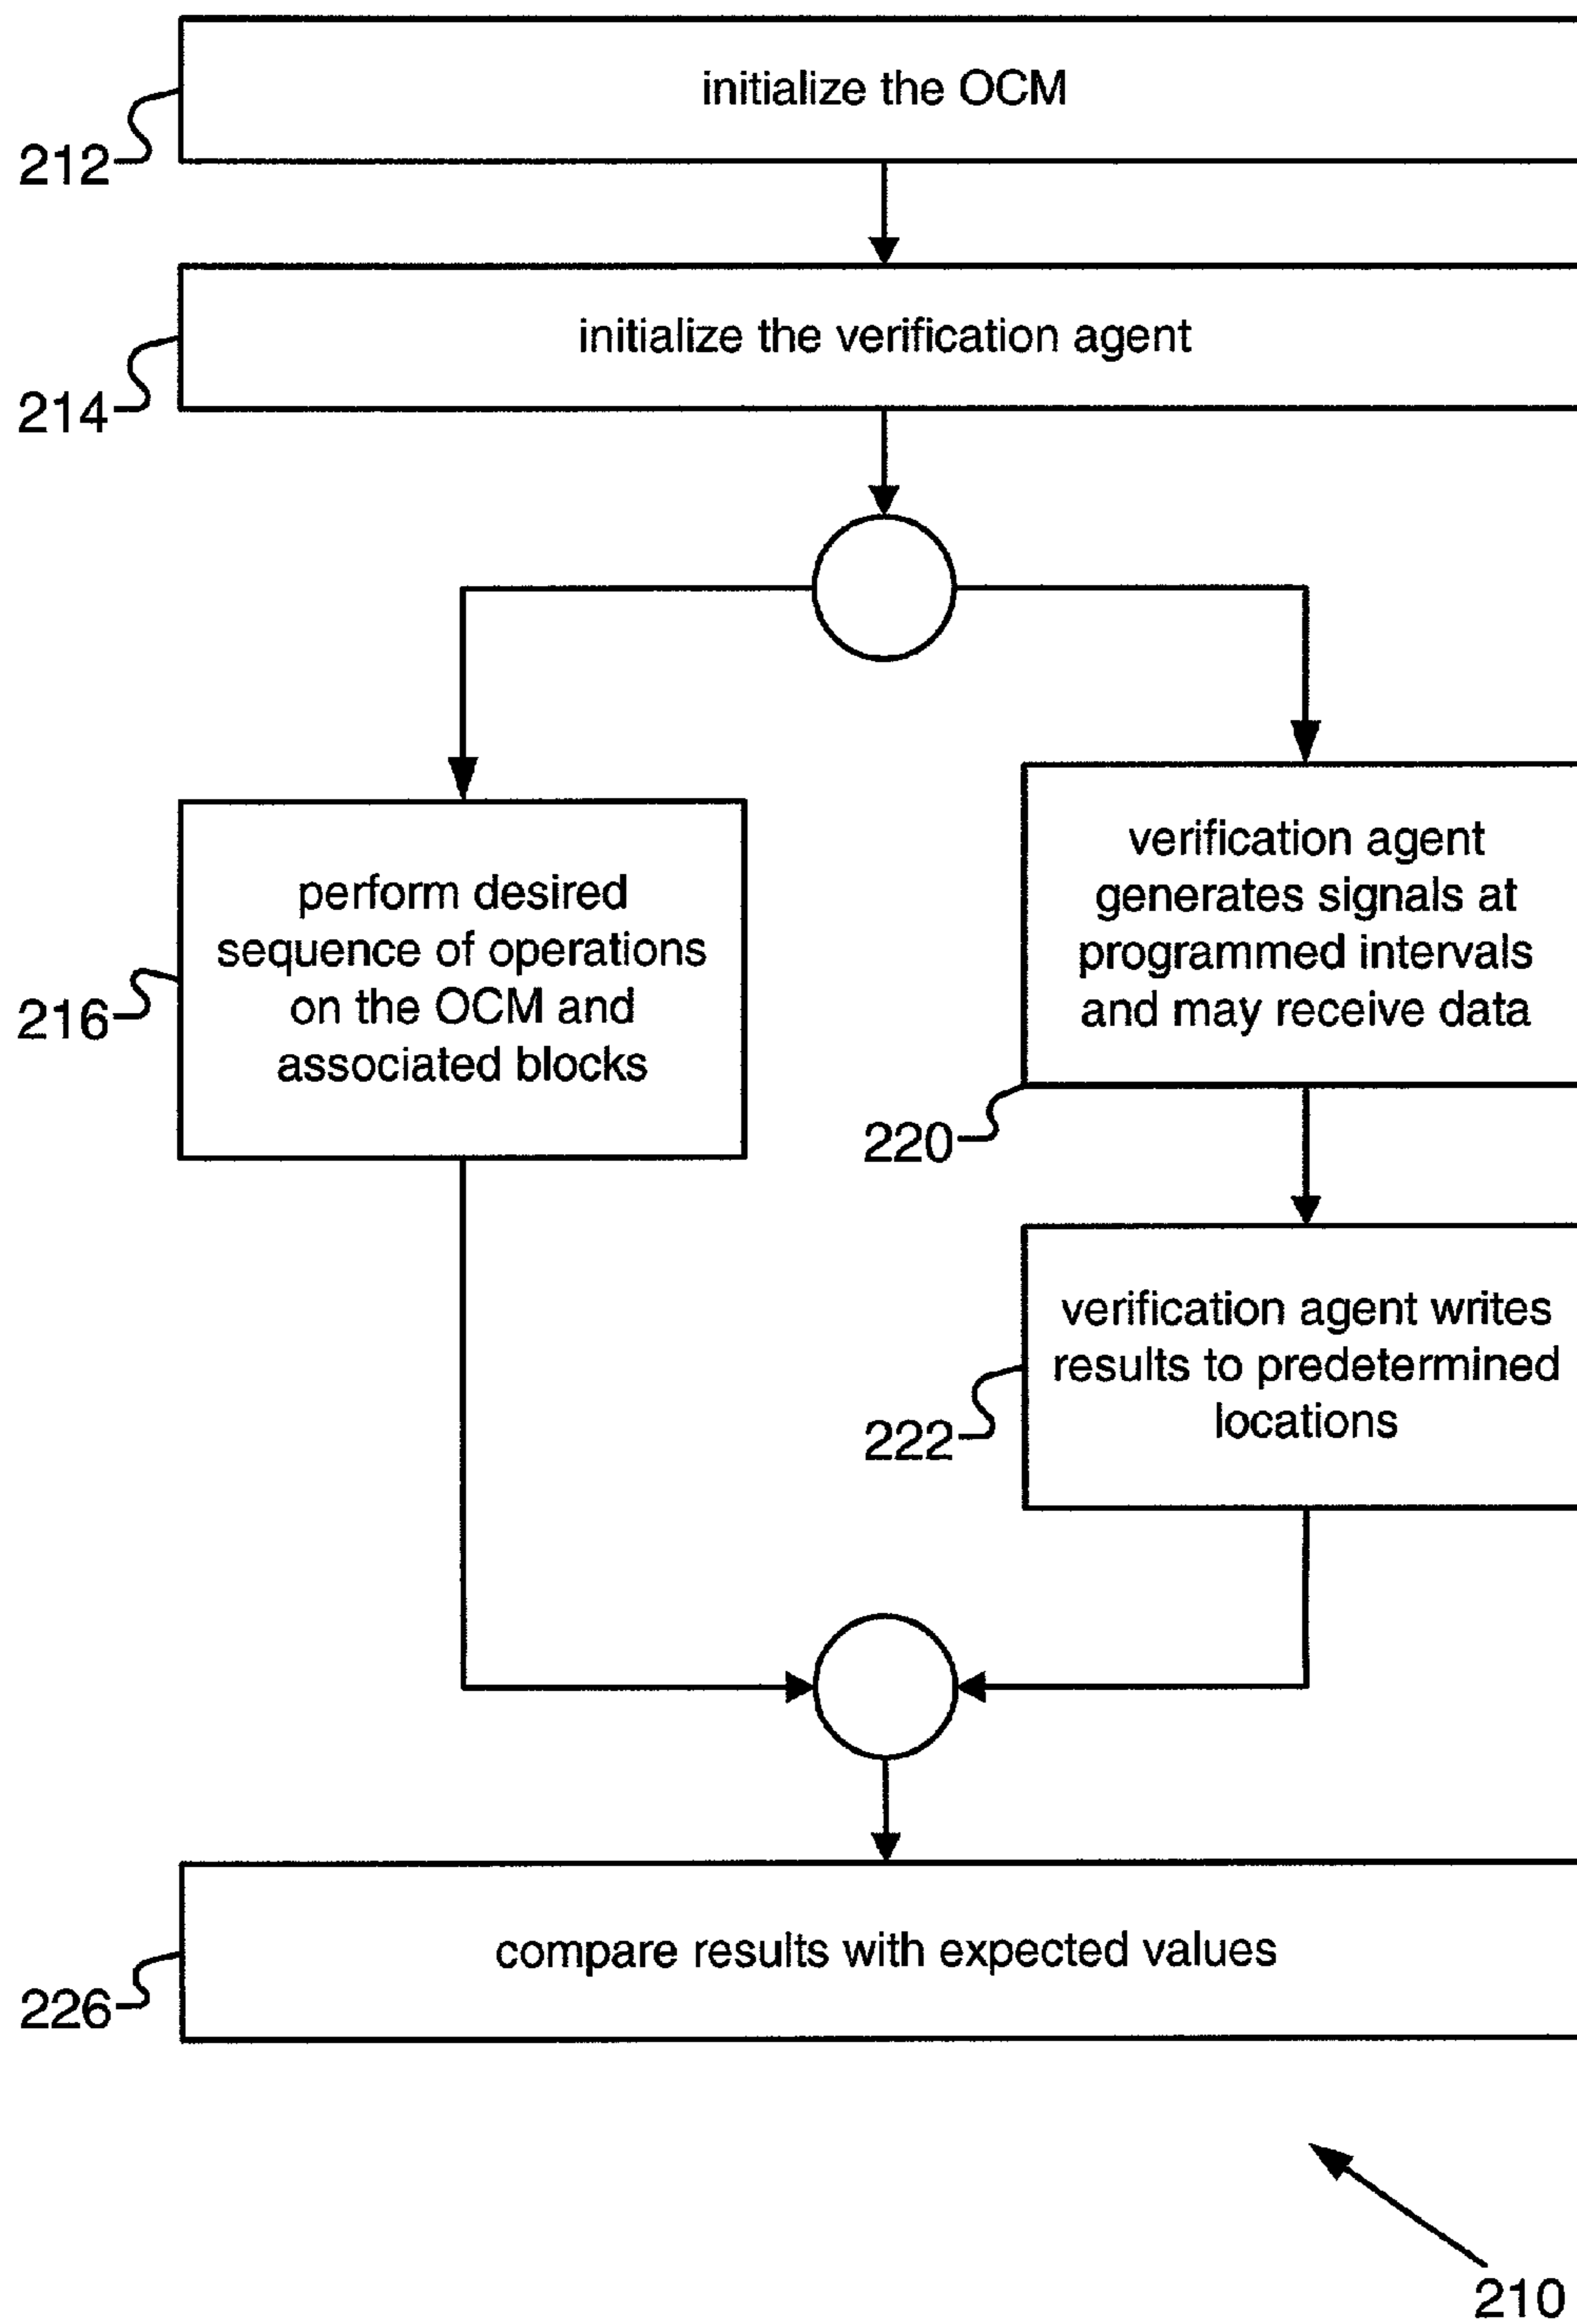 initialize the OCM
212
initialize the verification agent
214
perform desired
sequence of operations
on the OCM and
associated blocks
216
verification agent
generates signals at
programmed intervals
and may receive data
220
verification agent writes
results to predetermined
locations
222
compare results with expected values
226
210